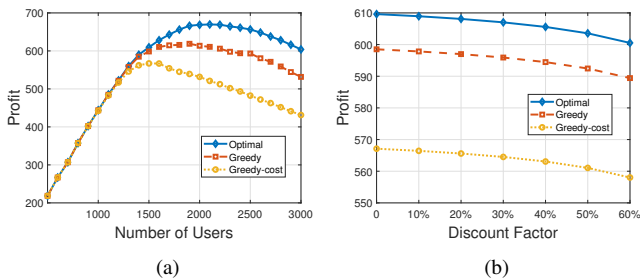 700
600
500
400
300
200
Profit
1000 1500 2000 2500 3000
Number of Users
Optimal
Greedy
Greedy-cost
(a)
610
600
590
580
570
560
550
Profit
0 10% 20% 30% 40% 50% 60%
Discount Factor
Optimal
Greedy
Greedy-cost
(b)